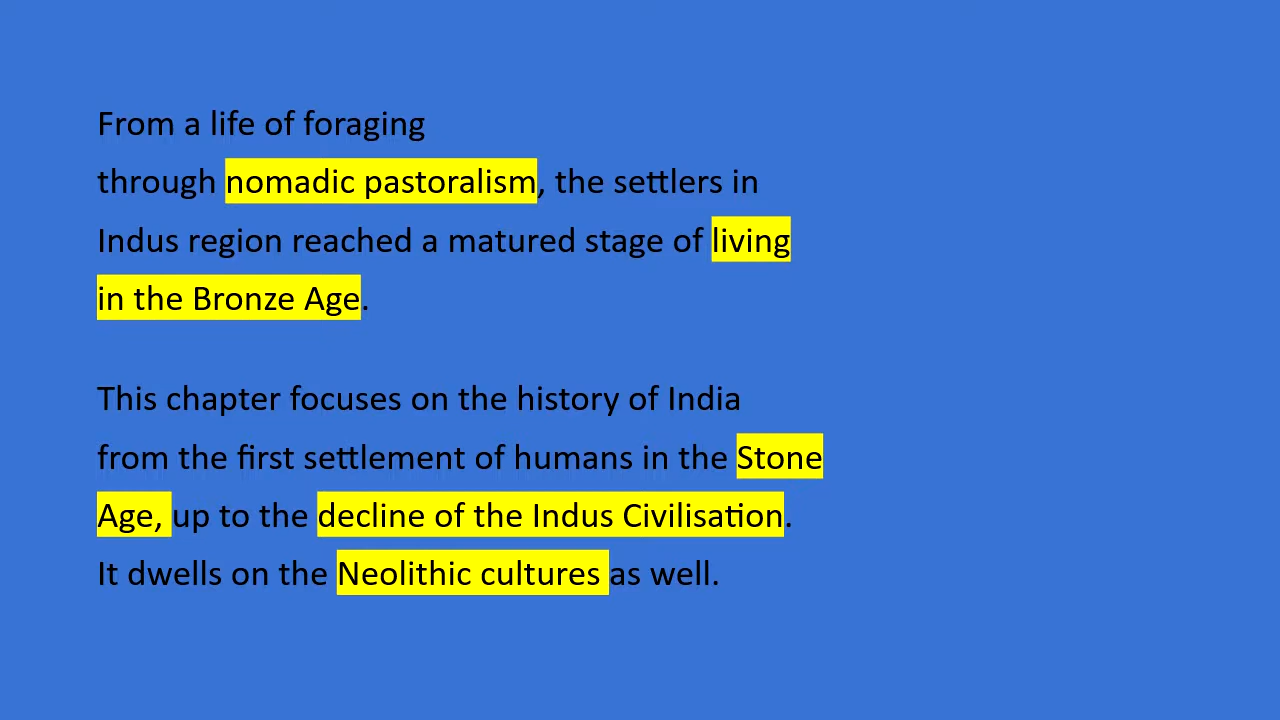 From a life of foraging
through nomadic pastoralism, the settlers in
Indus region reached a matured stage of living
in the Bronze Age.
This chapter focuses on the history of India
from the first settlement of humans in the Stone
Age, up to the decline of the Indus Civilisation.
It dwells on the Neolithic cultures as well.